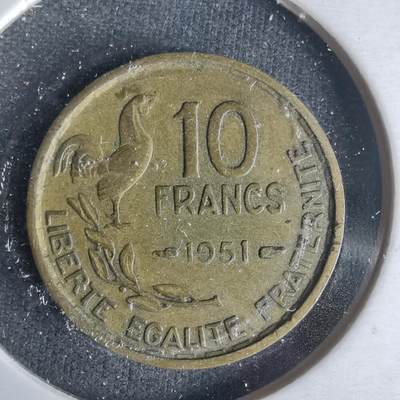 10
FRANCS
1951
LIBERTE EGALITE FRATERNITE